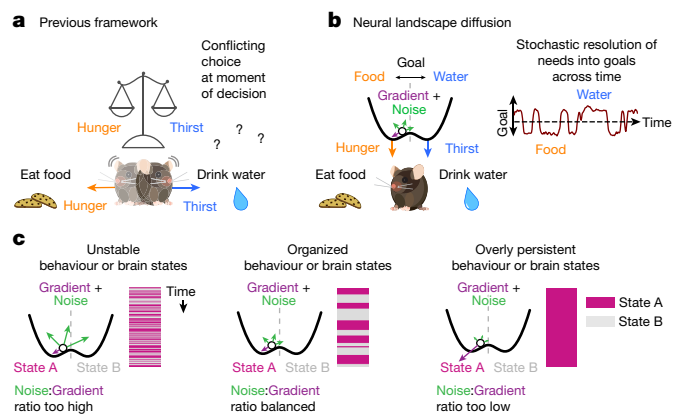 a Previous framework
Conflicting
choice
at moment
of decision
Hunger Thirst
? ? ?
Eat food Drink water
Hunger Thirst
b Neural landscape diffusion
Goal
Food Water
Gradient +
Noise
Hunger Thirst
Eat food Drink water
Stochastic resolution of
needs into goals
across time
Water
Goal
Time
Food
c
Unstable
behaviour or brain states
Gradient +
Noise
Time
State A State B
Noise:Gradient
ratio too high
Organized
behaviour or brain states
Gradient +
Noise
State A State B
Noise:Gradient
ratio balanced
Overly persistent
behaviour or brain states
Gradient +
Noise
State A State B
Noise:Gradient
ratio too low
State A
State B